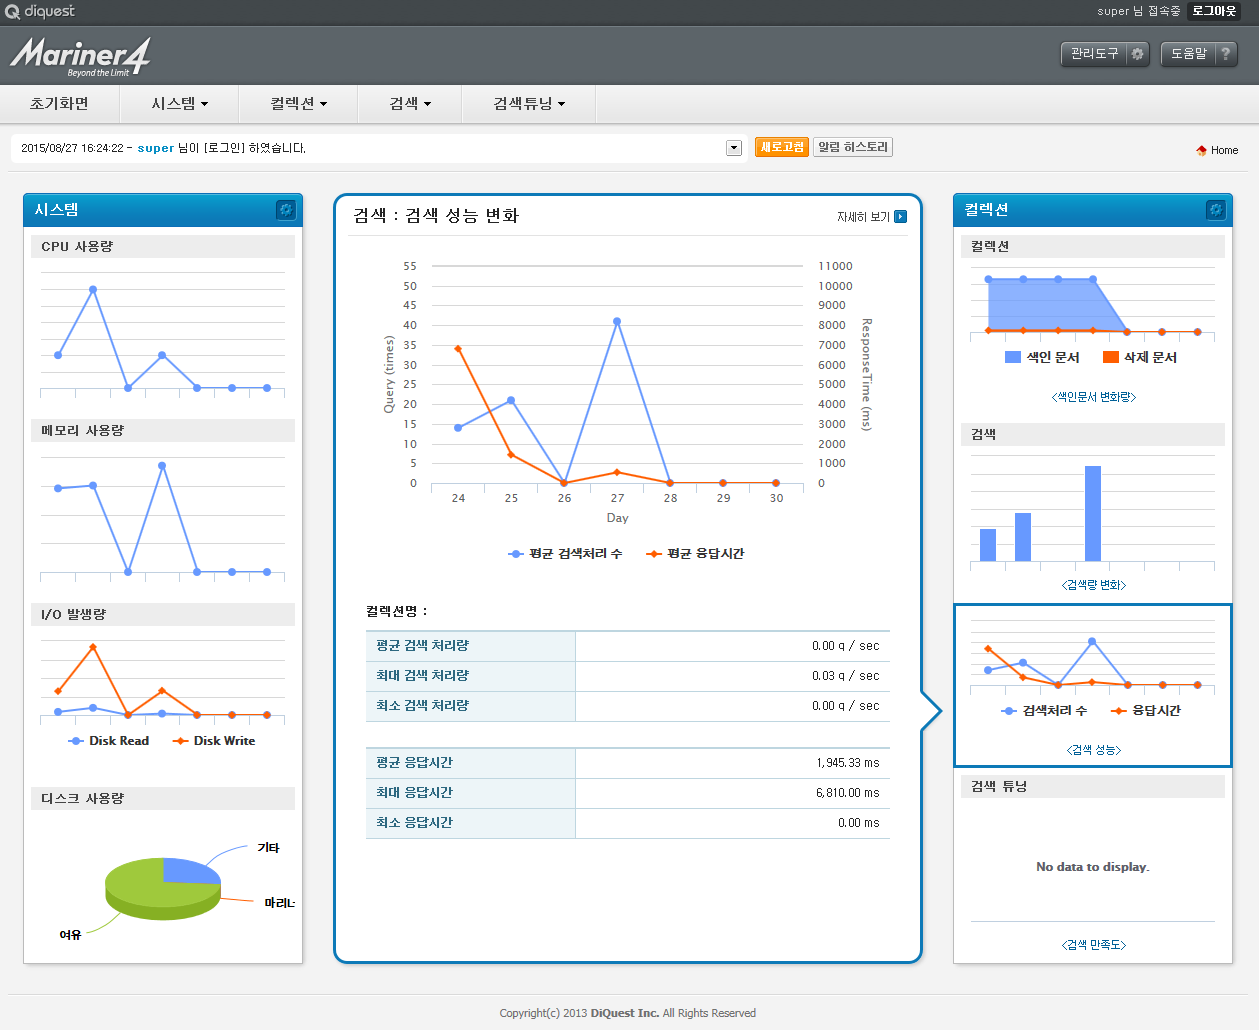 diquest
super 님 접속중 로그아웃
Mariner4
Beyond the Limit
관리도구
도움말 ?
초기화면 시스템 컬렉션 검색 검색튜닝
2015/08/27 16:24:22 - super 님이 [로그인] 하였습니다.
새로고침 알림 히스토리
Home
시스템
CPU 사용량
메모리 사용량
I/O 발생량
Disk Read Disk Write
디스크 사용량
기타
마리너
여유
검색 : 검색 성능 변화
자세히 보기
55 11000
50 10000
45 9000
40 8000
35 7000
30 6000
25 5000
20 4000
15 3000
10 2000
5 1000
0 0
Query (times)
ResponseTime (ms)
24 25 26 27 28 29 30
Day
평균 검색처리 수 평균 응답시간
컬렉션명 :
평균 검색 처리량 0.00 q / sec
최대 검색 처리량 0.03 q / sec
최소 검색 처리량 0.00 q / sec
평균 응답시간 1,945.33 ms
최대 응답시간 6,810.00 ms
최소 응답시간 0.00 ms
컬렉션
컬렉션
색인 문서 삭제 문서
<색인문서 변화량>
검색
<검색량 변화>
검색처리 수 응답시간
<검색 성능>
검색 튜닝
No data to display.
<검색 만족도>
Copyright(c) 2013 DiQuest Inc. All Rights Reserved